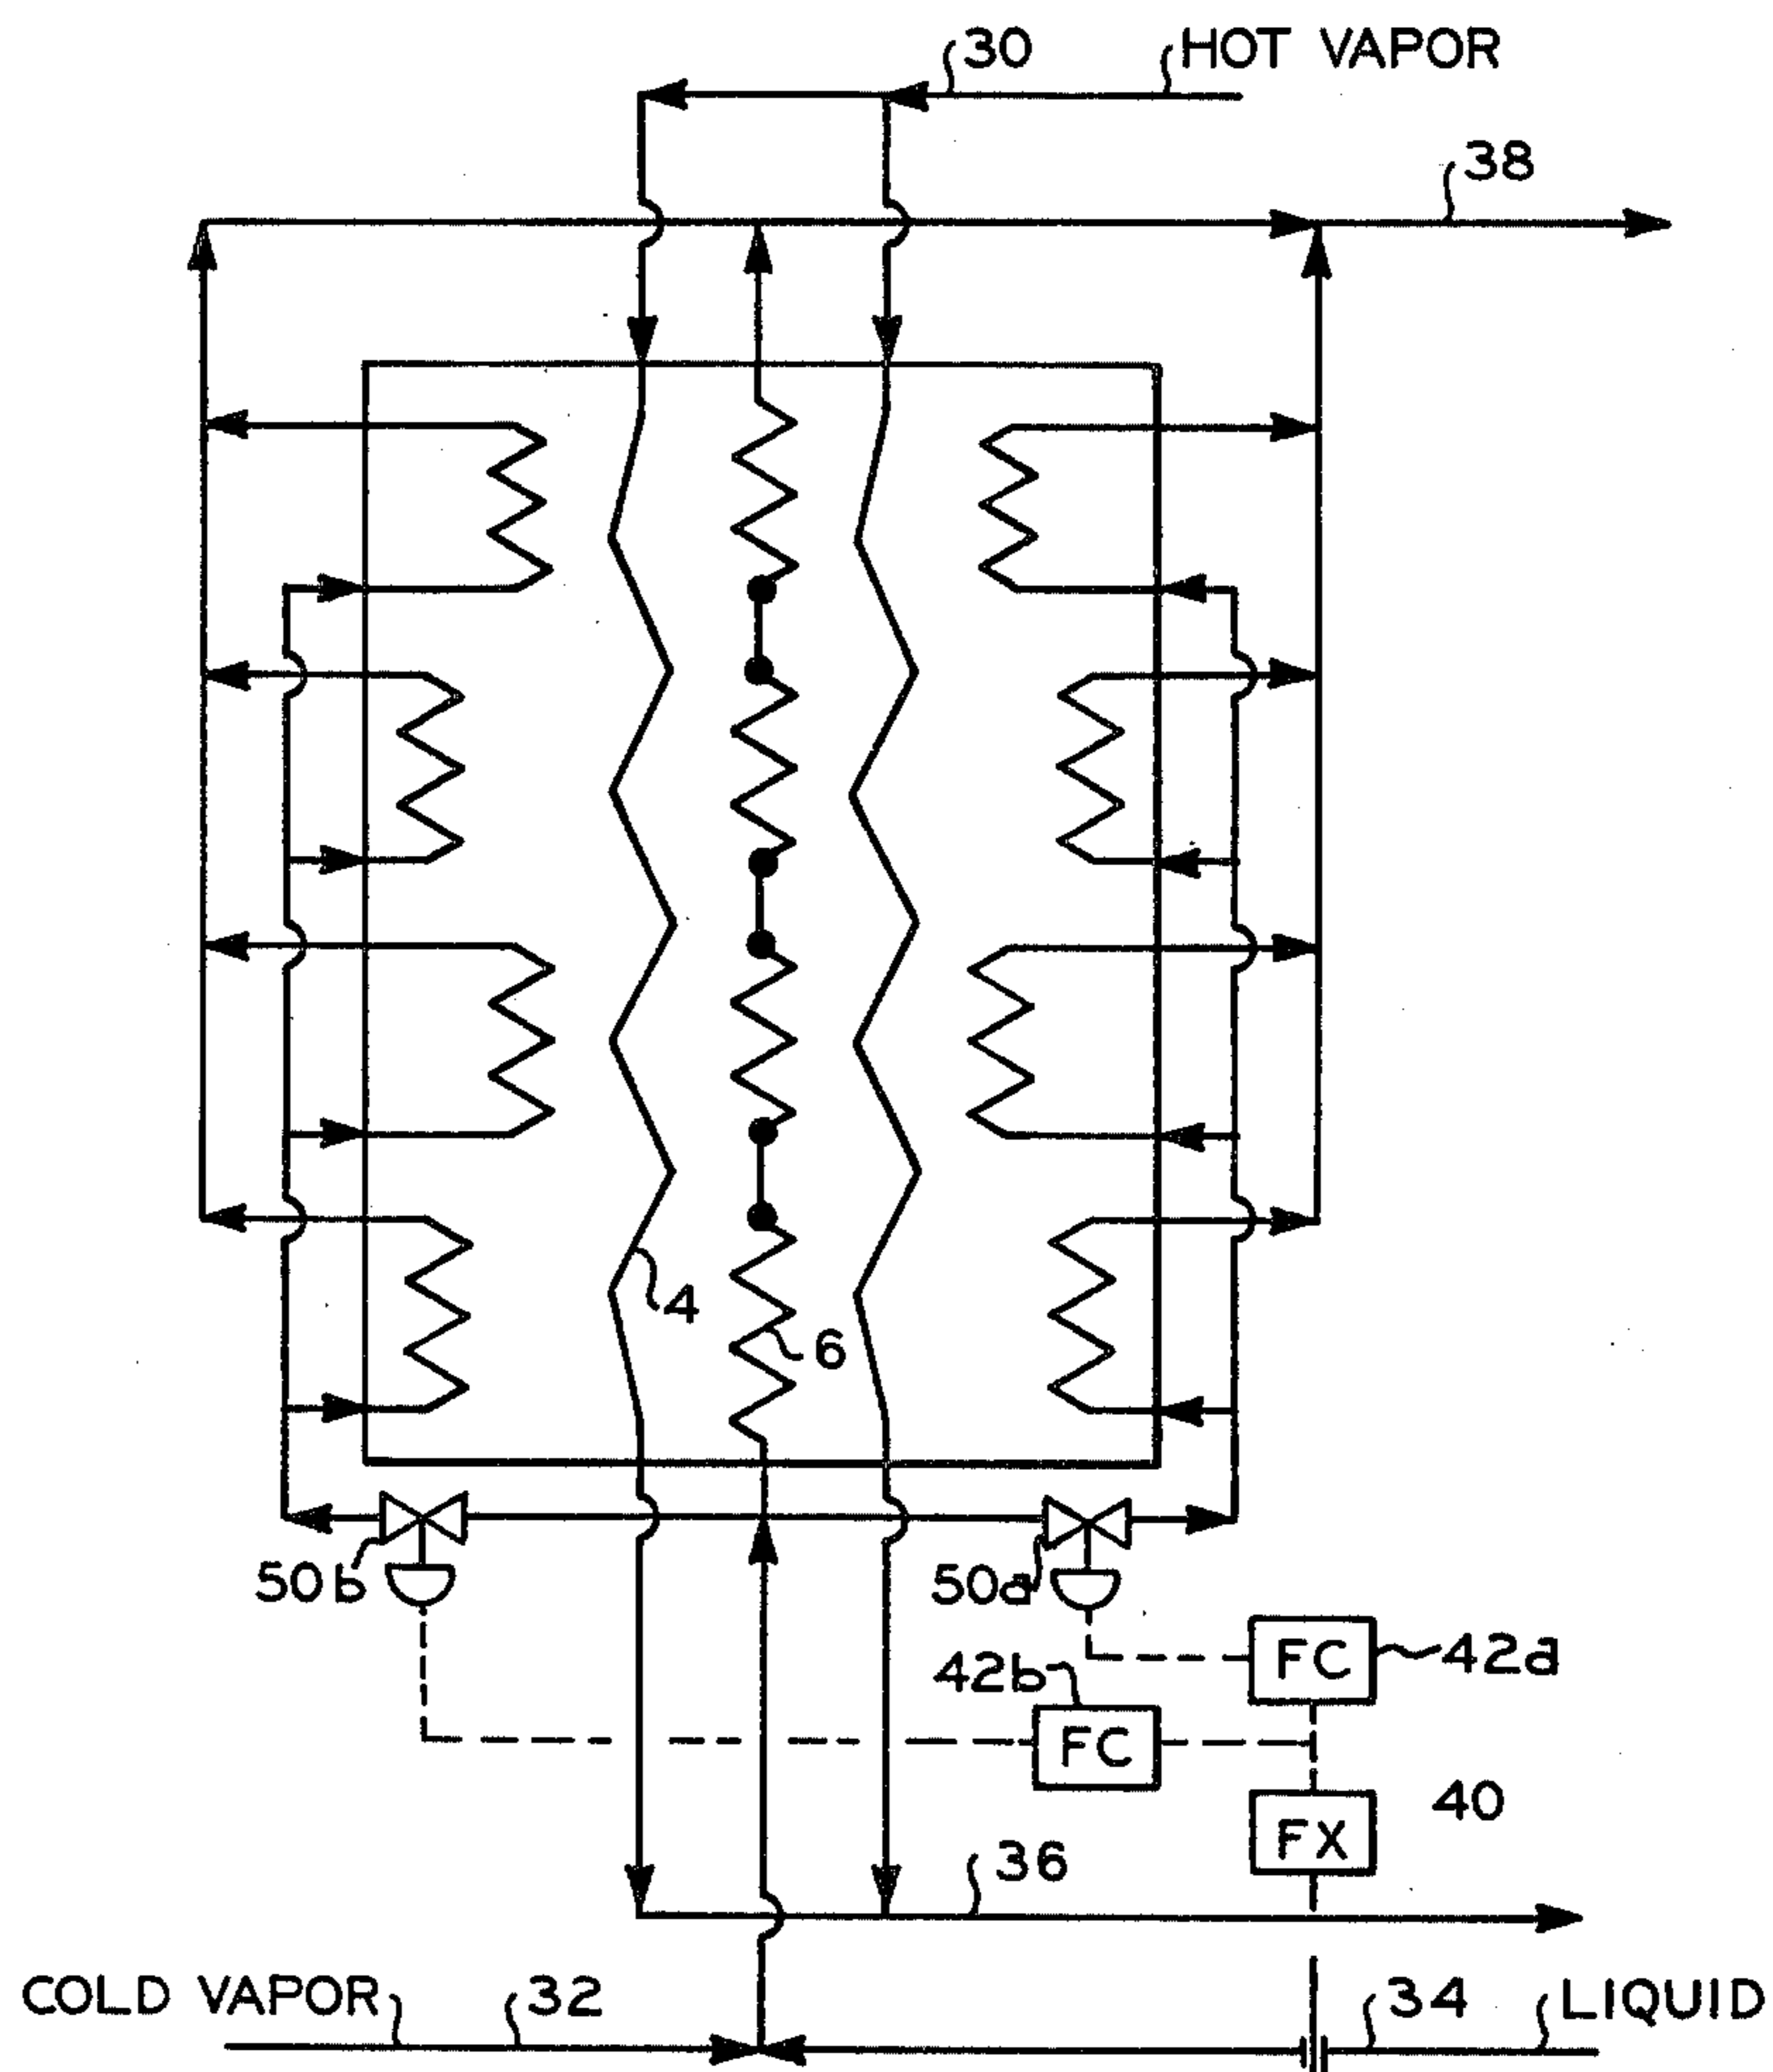 30
HOT VAPOR
38
4
6
50b
50a
FC
42a
42b
FC
40
FX
36
COLD VAPOR
32
34
LIQUID